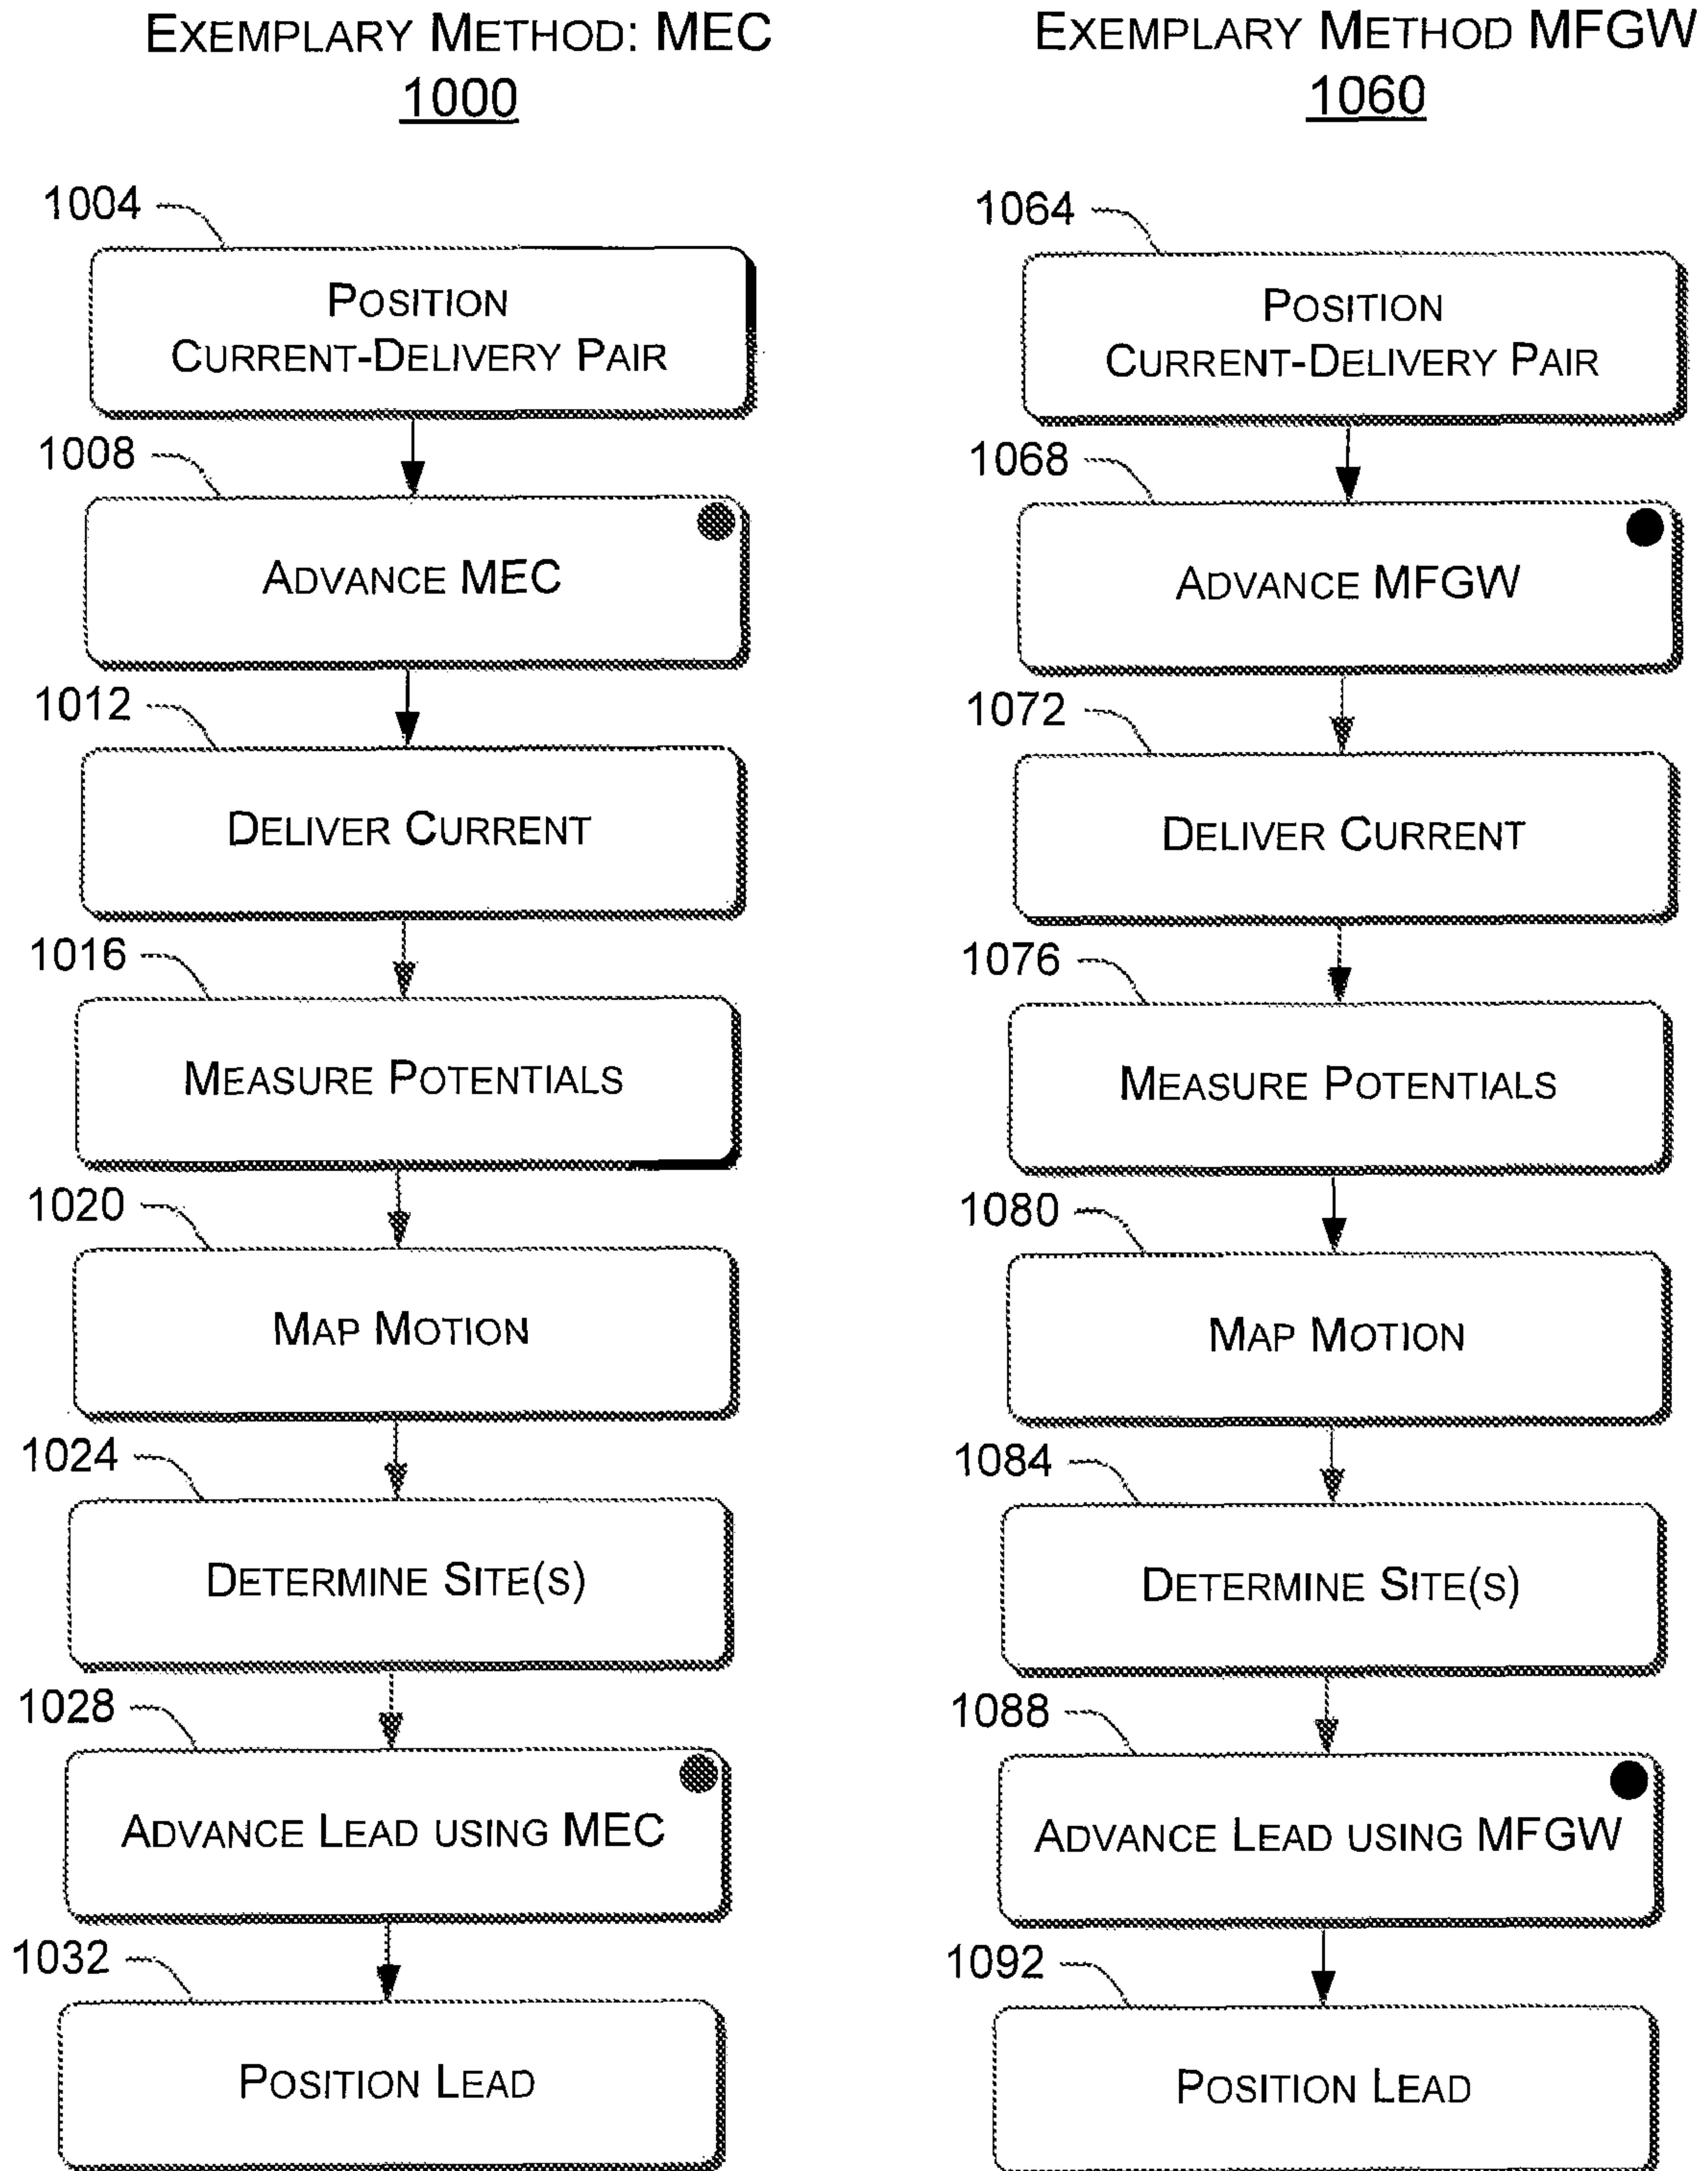 EXEMPLARY METHOD: MEC
1000
1004
POSITION
CURRENT-DELIVERY PAIR
1008
ADVANCE MEC
1012
DELIVER CURRENT
1016
MEASURE POTENTIALS
1020
MAP MOTION
1024
DETERMINE SITE(S)
1028
ADVANCE LEAD USING MEC
1032
POSITION LEAD
EXEMPLARY METHOD MFGW
1060
1064
POSITION
CURRENT-DELIVERY PAIR
1068
ADVANCE MFGW
1072
DELIVER CURRENT
1076
MEASURE POTENTIALS
1080
MAP MOTION
1084
DETERMINE SITE(S)
1088
ADVANCE LEAD USING MFGW
1092
POSITION LEAD